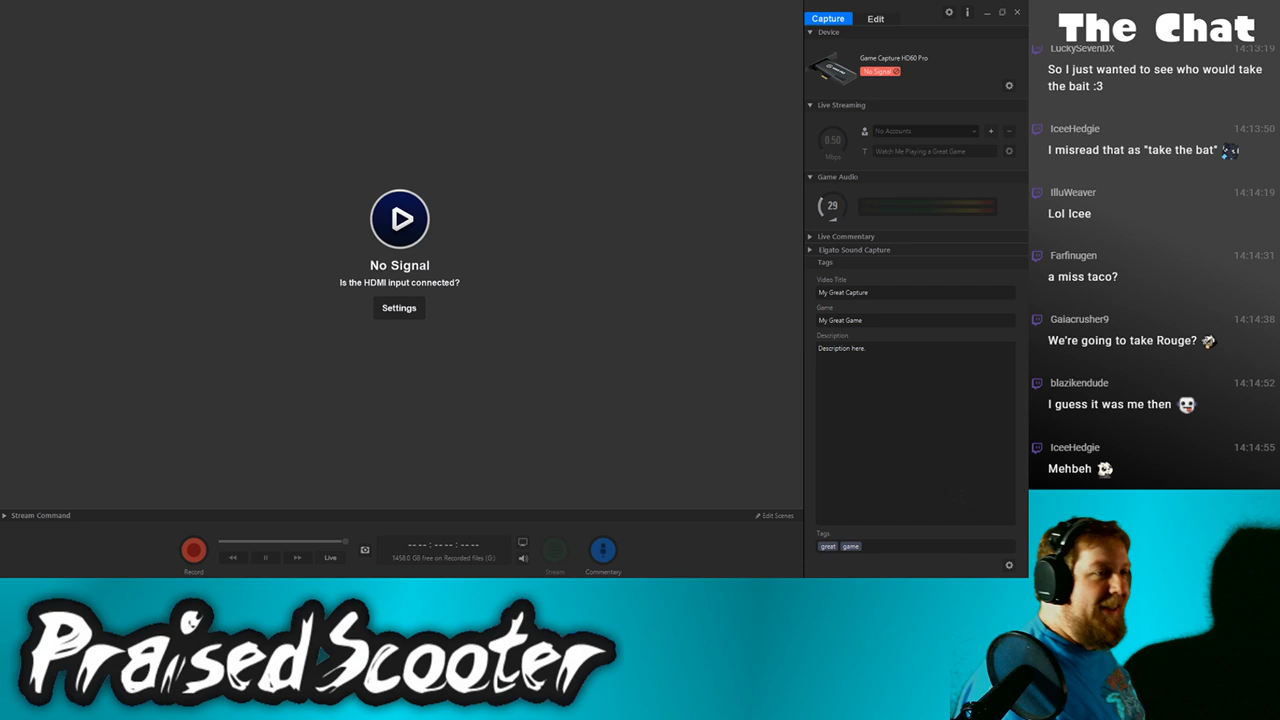 Capture
Edit
Device
Game Capture HD60 Pro
No Signal
Live Streaming
0.50
Mbps
No Accounts
Watch Me Playing a Great Game
Game Audio
29
Live Commentary
Elgato Sound Capture
Tags
Video Title
My Great Capture
Game
My Great Game
Description
Description here.
Tags
great game
No Signal
Is the HDMI input connected?
Settings
Stream Command
Edit Scenes
Record
Live
-- -- : -- -- : -- --
1458.0 GB free on Recorded files (G:)
Stream
Commentary
The Chat
LuckySevenDX 14:13:19
So I just wanted to see who would take
the bait :3
IceeHedgie 14:13:50
I misread that as "take the bat"
IlluWeaver 14:14:19
Lol Icee
Farfinugen 14:14:31
a miss taco?
Gaiacrusher9 14:14:38
We're going to take Rouge?
blazikendude 14:14:52
I guess it was me then
IceeHedgie 14:14:55
Mehbeh
PraisedScooter